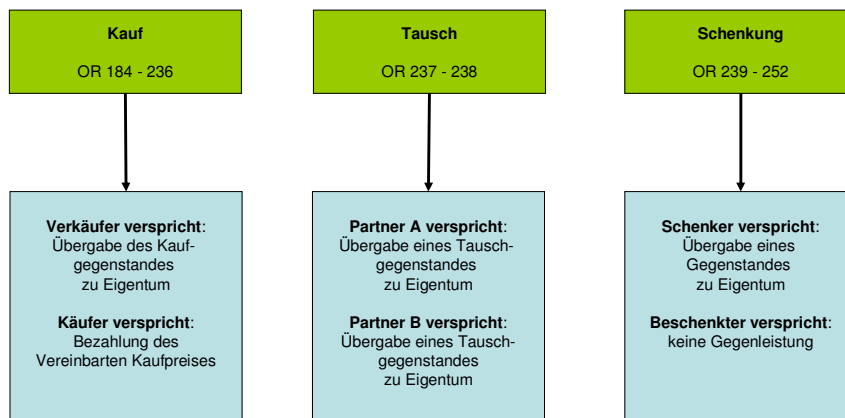 Kauf
OR 184 - 236
Tausch
OR 237 - 238
Schenkung
OR 239 - 252
Verkäufer verspricht:
Übergabe des Kauf-
gegenstandes
zu Eigentum
Käufer verspricht:
Bezahlung des
Vereinbarten Kaufpreises
Partner A verspricht:
Übergabe eines Tausch-
gegenstandes
zu Eigentum
Partner B verspricht:
Übergabe eines Tausch-
gegenstandes
zu Eigentum
Schenker verspricht:
Übergabe eines
Gegenstandes
zu Eigentum
Beschenkter verspricht:
keine Gegenleistung